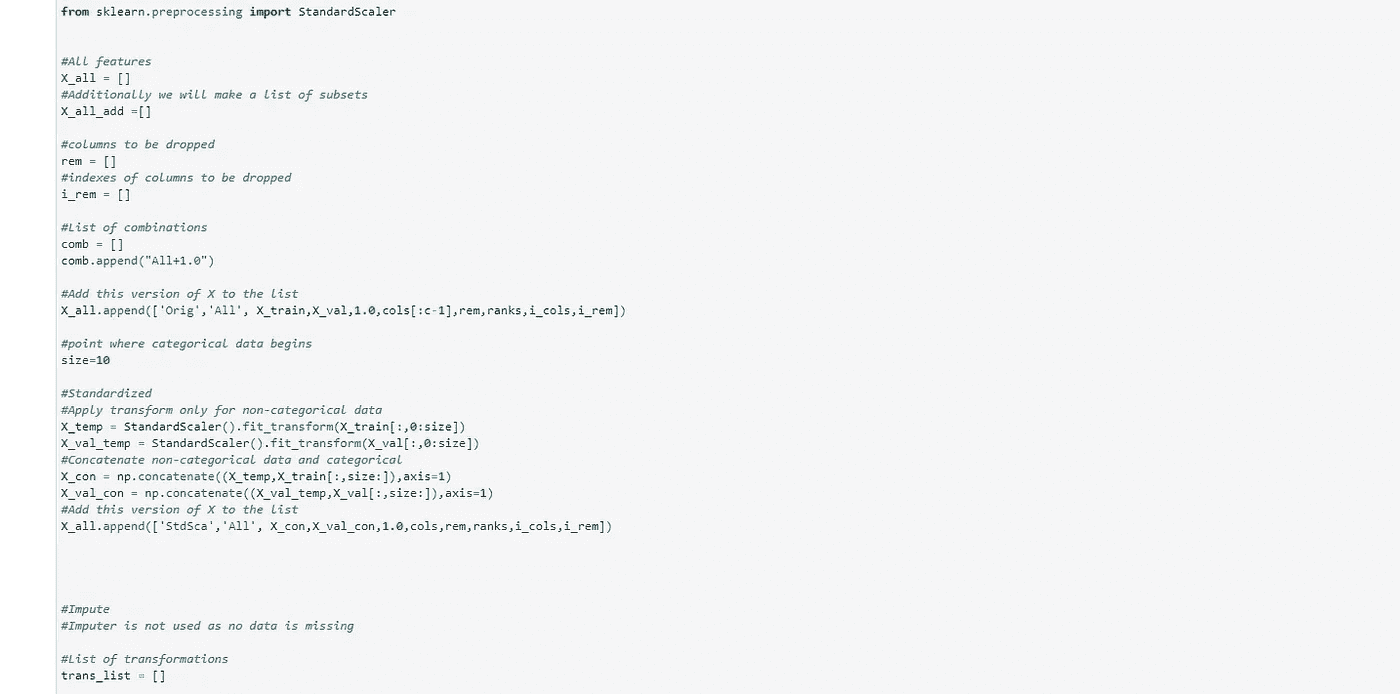 from sklearn.preprocessing import StandardScaler
#All features
X_all = []
#Additionally we will make a list of subsets
X_all_add =[]
#columns to be dropped
rem = []
#indexes of columns to be dropped
i_rem = []
#List of combinations
comb = []
comb.append("All+1.0")
#Add this version of X to the list
X_all.append(['Orig','All', X_train,X_val,1.0,cols[:c-1],rem,ranks,i_cols,i_rem])
#point where categorical data begins
size=10
#Standardized
#Apply transform only for non-categorical data
X_temp = StandardScaler().fit_transform(X_train[:,0:size])
X_val_temp = StandardScaler().fit_transform(X_val[:,0:size])
#Concatenate non-categorical data and categorical
X_con = np.concatenate((X_temp,X_train[:,size:]),axis=1)
X_val_con = np.concatenate((X_val_temp,X_val[:,size:]),axis=1)
#Add this version of X to the list
X_all.append(['StdSca','All', X_con,X_val_con,1.0,cols,rem,ranks,i_cols,i_rem])
#Impute
#Imputer is not used as no data is missing
#List of transformations
trans_list = []